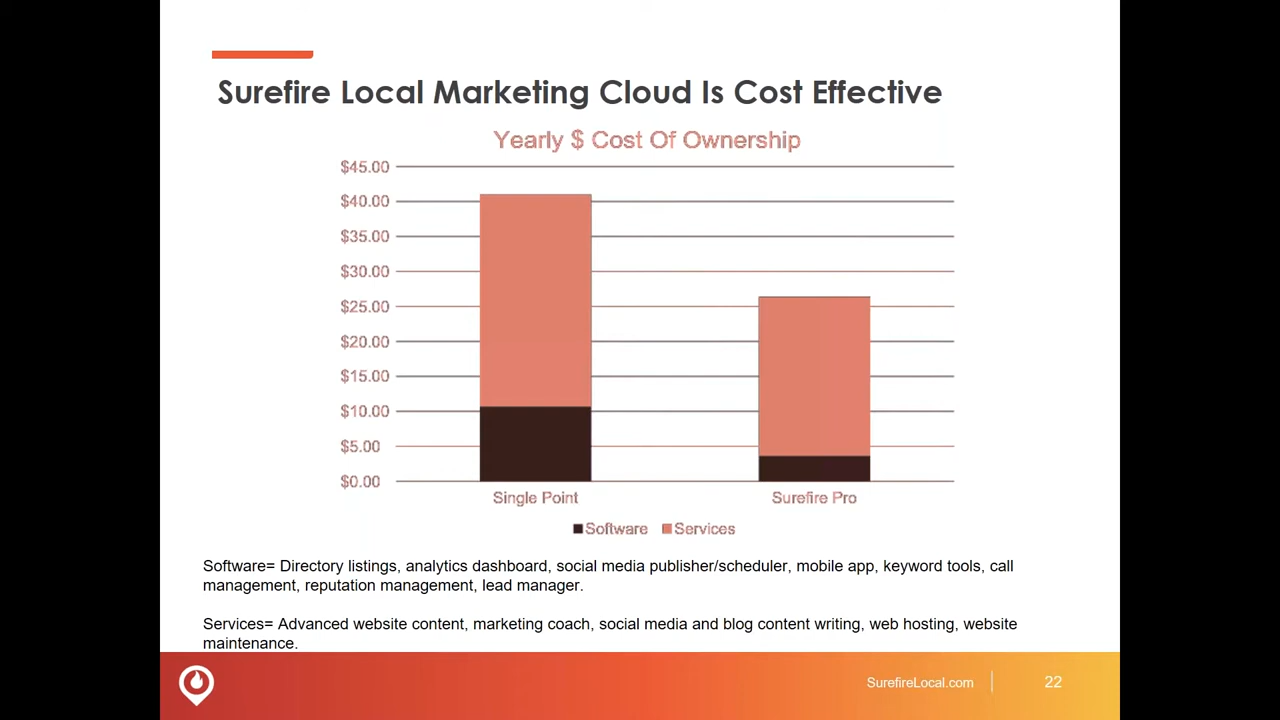 Surefire Local Marketing Cloud Is Cost Effective
Yearly $ Cost Of Ownership
$45.00
$40.00
$35.00
$30.00
$25.00
$20.00
$15.00
$10.00
$5.00
$0.00
Single Point
Surefire Pro
Software
Services
Software= Directory listings, analytics dashboard, social media publisher/scheduler, mobile app, keyword tools, call
management, reputation management, lead manager.
Services= Advanced website content, marketing coach, social media and blog content writing, web hosting, website
maintenance.
SurefireLocal.com
22